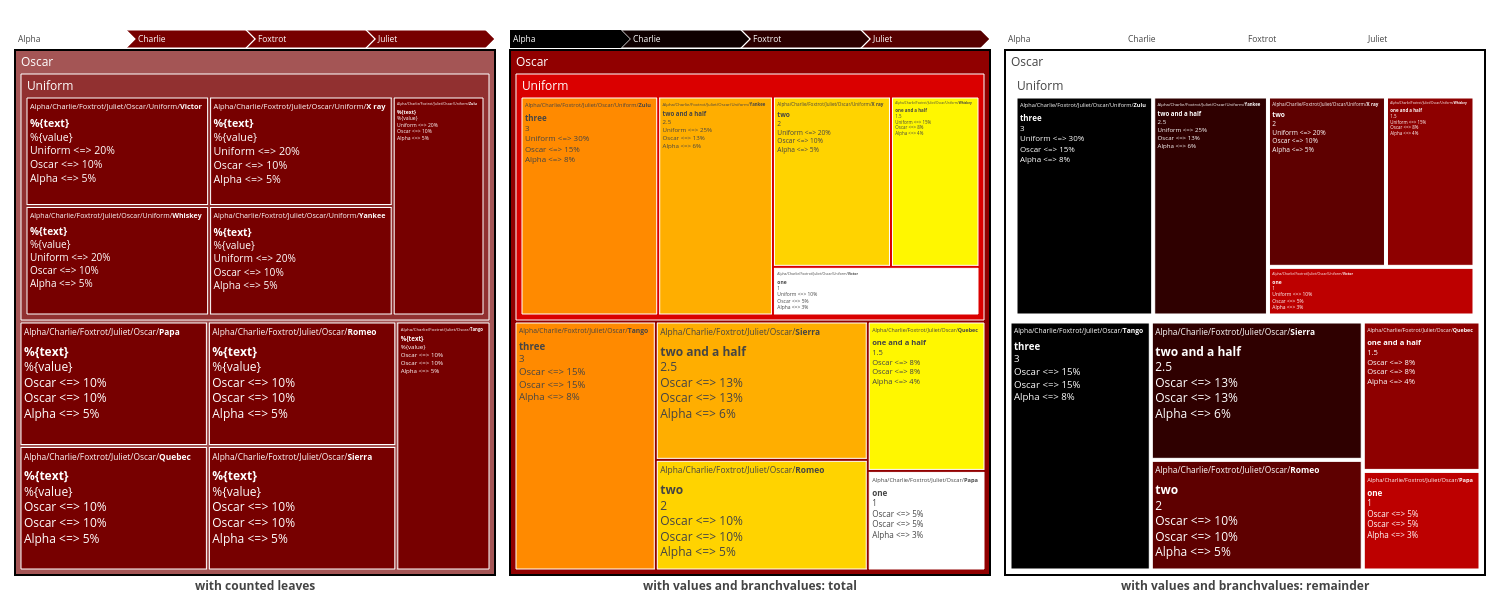 Alpha
Charlie
Foxtrot
Juliet
Oscar
Uniform
Alpha/Charlie/Foxtrot/Juliet/Oscar/Uniform/Victor
%{text}
%{value}
Uniform <=> 20%
Oscar <=> 10%
Alpha <=> 5%
Alpha/Charlie/Foxtrot/Juliet/Oscar/Uniform/X ray
%{text}
%{value}
Uniform <=> 20%
Oscar <=> 10%
Alpha <=> 5%
Alpha/Charlie/Foxtrot/Juliet/Oscar/Uniform/Zulu
%{text}
%{value}
Uniform <=> 20%
Oscar <=> 10%
Alpha <=> 5%
Alpha/Charlie/Foxtrot/Juliet/Oscar/Uniform/Whiskey
%{text}
%{value}
Uniform <=> 20%
Oscar <=> 10%
Alpha <=> 5%
Alpha/Charlie/Foxtrot/Juliet/Oscar/Uniform/Yankee
%{text}
%{value}
Uniform <=> 20%
Oscar <=> 10%
Alpha <=> 5%
Alpha/Charlie/Foxtrot/Juliet/Oscar/Papa
%{text}
%{value}
Oscar <=> 10%
Oscar <=> 10%
Alpha <=> 5%
Alpha/Charlie/Foxtrot/Juliet/Oscar/Romeo
%{text}
%{value}
Oscar <=> 10%
Oscar <=> 10%
Alpha <=> 5%
Alpha/Charlie/Foxtrot/Juliet/Oscar/Tango
%{text}
%{value}
Oscar <=> 10%
Oscar <=> 10%
Alpha <=> 5%
Alpha/Charlie/Foxtrot/Juliet/Oscar/Quebec
%{text}
%{value}
Oscar <=> 10%
Oscar <=> 10%
Alpha <=> 5%
Alpha/Charlie/Foxtrot/Juliet/Oscar/Sierra
%{text}
%{value}
Oscar <=> 10%
Oscar <=> 10%
Alpha <=> 5%
with counted leaves
Alpha
Charlie
Foxtrot
Juliet
Oscar
Uniform
Alpha/Charlie/Foxtrot/Juliet/Oscar/Uniform/Zulu
three
3
Uniform <=> 30%
Oscar <=> 15%
Alpha <=> 8%
Alpha/Charlie/Foxtrot/Juliet/Oscar/Uniform/Yankee
two and a half
2.5
Uniform <=> 25%
Oscar <=> 13%
Alpha <=> 6%
Alpha/Charlie/Foxtrot/Juliet/Oscar/Uniform/X ray
two
2
Uniform <=> 20%
Oscar <=> 10%
Alpha <=> 5%
Alpha/Charlie/Foxtrot/Juliet/Oscar/Uniform/Whiskey
one and a half
1.5
Uniform <=> 15%
Oscar <=> 8%
Alpha <=> 4%
Alpha/Charlie/Foxtrot/Juliet/Oscar/Uniform/Victor
one
1
Uniform <=> 10%
Oscar <=> 5%
Alpha <=> 3%
Alpha/Charlie/Foxtrot/Juliet/Oscar/Tango
three
3
Oscar <=> 15%
Oscar <=> 15%
Alpha <=> 8%
Alpha/Charlie/Foxtrot/Juliet/Oscar/Sierra
two and a half
2.5
Oscar <=> 13%
Oscar <=> 13%
Alpha <=> 6%
Alpha/Charlie/Foxtrot/Juliet/Oscar/Quebec
one and a half
1.5
Oscar <=> 8%
Oscar <=> 8%
Alpha <=> 4%
Alpha/Charlie/Foxtrot/Juliet/Oscar/Romeo
two
2
Oscar <=> 10%
Oscar <=> 10%
Alpha <=> 5%
Alpha/Charlie/Foxtrot/Juliet/Oscar/Papa
one
1
Oscar <=> 5%
Oscar <=> 5%
Alpha <=> 3%
with values and branchvalues: total
Alpha
Charlie
Foxtrot
Juliet
Oscar
Uniform
Alpha/Charlie/Foxtrot/Juliet/Oscar/Uniform/Zulu
three
3
Uniform <=> 30%
Oscar <=> 15%
Alpha <=> 8%
Alpha/Charlie/Foxtrot/Juliet/Oscar/Uniform/Yankee
two and a half
2.5
Uniform <=> 25%
Oscar <=> 13%
Alpha <=> 6%
Alpha/Charlie/Foxtrot/Juliet/Oscar/Uniform/X ray
two
2
Uniform <=> 20%
Oscar <=> 10%
Alpha <=> 5%
Alpha/Charlie/Foxtrot/Juliet/Oscar/Uniform/Whiskey
one and a half
1.5
Uniform <=> 15%
Oscar <=> 8%
Alpha <=> 4%
Alpha/Charlie/Foxtrot/Juliet/Oscar/Uniform/Victor
one
1
Uniform <=> 10%
Oscar <=> 5%
Alpha <=> 3%
Alpha/Charlie/Foxtrot/Juliet/Oscar/Tango
three
3
Oscar <=> 15%
Oscar <=> 15%
Alpha <=> 8%
Alpha/Charlie/Foxtrot/Juliet/Oscar/Sierra
two and a half
2.5
Oscar <=> 13%
Oscar <=> 13%
Alpha <=> 6%
Alpha/Charlie/Foxtrot/Juliet/Oscar/Quebec
one and a half
1.5
Oscar <=> 8%
Oscar <=> 8%
Alpha <=> 4%
Alpha/Charlie/Foxtrot/Juliet/Oscar/Romeo
two
2
Oscar <=> 10%
Oscar <=> 10%
Alpha <=> 5%
Alpha/Charlie/Foxtrot/Juliet/Oscar/Papa
one
1
Oscar <=> 5%
Oscar <=> 5%
Alpha <=> 3%
with values and branchvalues: remainder